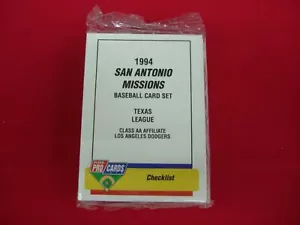 1994
SAN ANTONIO
MISSIONS
BASEBALL CARD SET
TEXAS
LEAGUE
CLASS AA AFFILIATE
LOS ANGELES DODGERS
PRO CARDS
Checklist